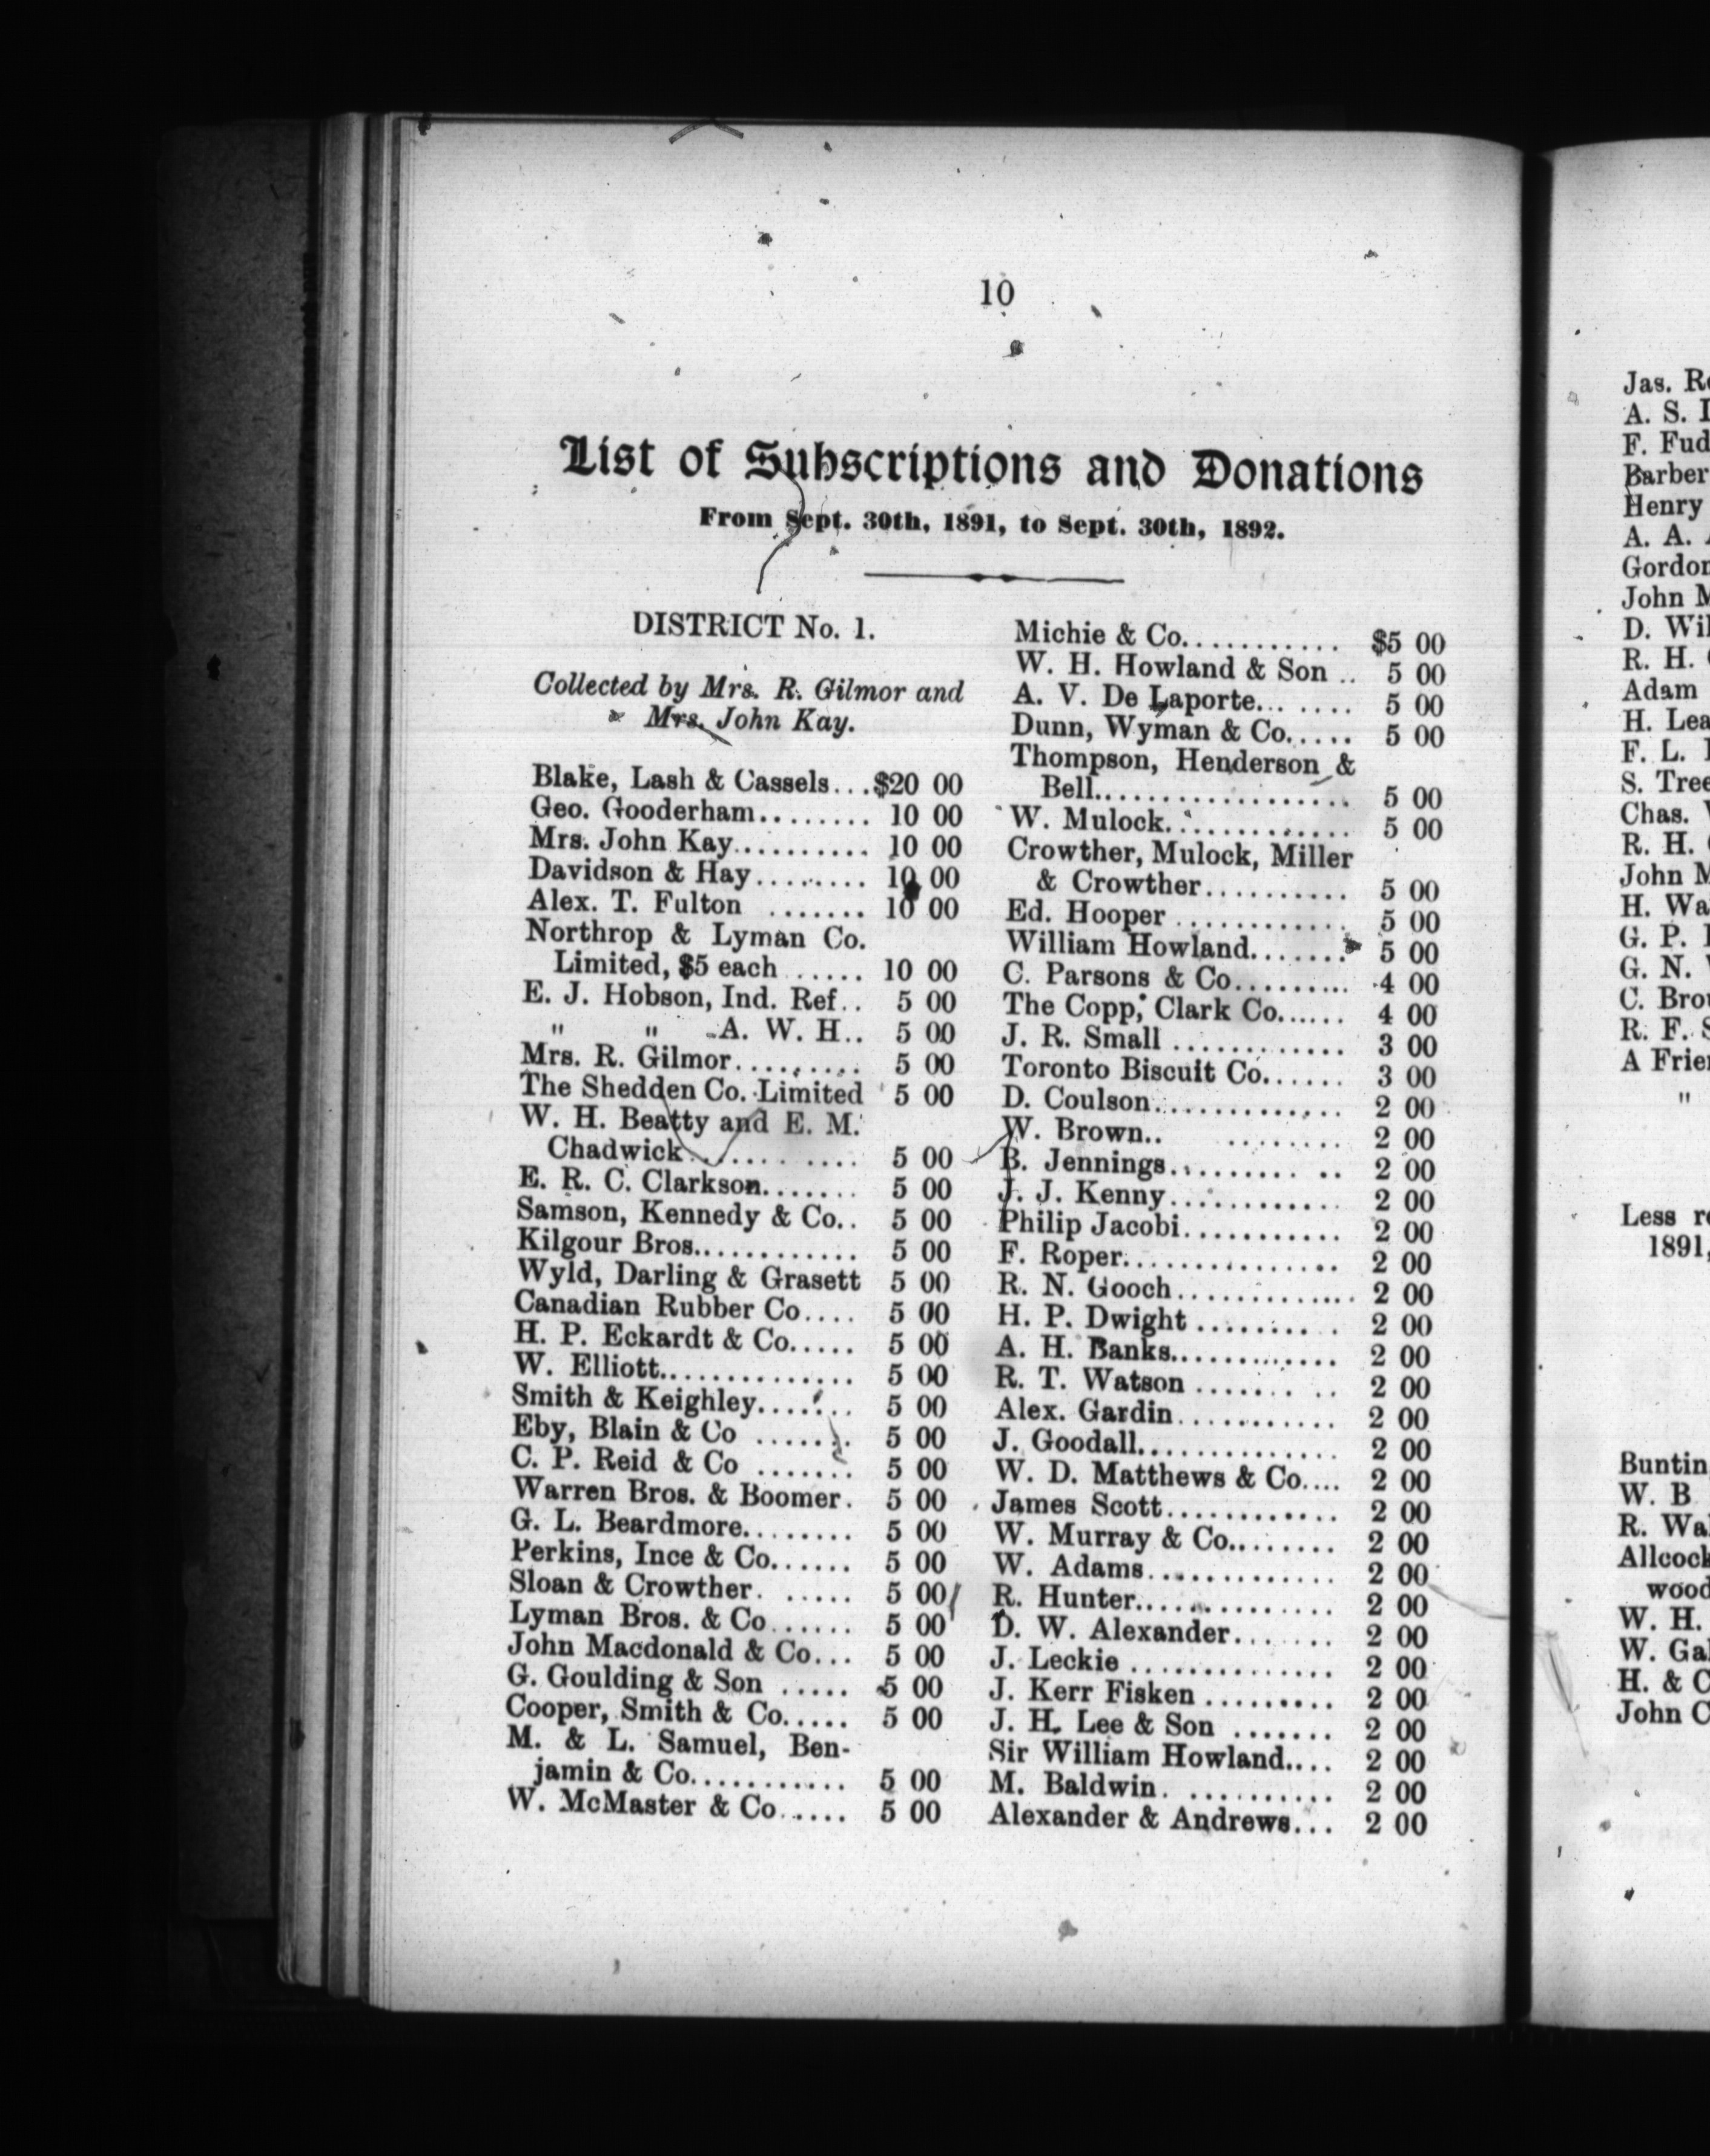 10
List of Subscriptions and Donations
From Sept. 30th, 1891, to Sept. 30th, 1892.
DISTRICT No. 1.
Collected by Mrs. R. Gilmor and
Mrs. John Kay.
Blake, Lash & Cassels...$20 00
Geo. Gooderham........ 10 00
Mrs. John Kay.......... 10 00
Davidson & Hay......... 10 00
Alex. T. Fulton ....... 10 00
Northrop & Lyman Co.
Limited, $5 each ...... 10 00
E. J. Hobson, Ind. Ref.. 5 00
" " A. W. H.. 5 00
Mrs. R. Gilmor.......... 5 00
The Shedden Co. Limited 5 00
W. H. Beatty and E. M.
Chadwick............ 5 00
E. R. C. Clarkson....... 5 00
Samson, Kennedy & Co.. 5 00
Kilgour Bros............. 5 00
Wyld, Darling & Grasett 5 00
Canadian Rubber Co.... 5 00
H. P. Eckardt & Co..... 5 00
W. Elliott............... 5 00
Smith & Keighley........ 5 00
Eby, Blain & Co ....... 5 00
C. P. Reid & Co ....... 5 00
Warren Bros. & Boomer. 5 00
G. L. Beardmore........ 5 00
Perkins, Ince & Co...... 5 00
Sloan & Crowther. ..... 5 00
Lyman Bros. & Co...... 5 00
John Macdonald & Co... 5 00
G. Goulding & Son ..... 5 00
Cooper, Smith & Co..... 5 00
M. & L. Samuel, Ben-
jamin & Co............ 5 00
W. McMaster & Co..... 5 00
Michie & Co............ $5 00
W. H. Howland & Son .. 5 00
A. V. De Laporte... .... 5 00
Dunn, Wyman & Co..... 5 00
Thompson, Henderson &
Bell................... 5 00
W. Mulock.............. 5 00
Crowther, Mulock, Miller
& Crowther.......... 5 00
Ed. Hooper ............. 5 00
William Howland........ 5 00
C. Parsons & Co......... 4 00
The Copp, Clark Co...... 4 00
J. R. Small ............ 3 00
Toronto Biscuit Co...... 3 00
D. Coulson.............. 2 00
W. Brown.. ........ 2 00
B. Jennings.......... .. 2 00
J. J. Kenny............. 2 00
Philip Jacobi........... 2 00
F. Roper................ 2 00
R. N. Gooch............. 2 00
H. P. Dwight .......... 2 00
A. H. Banks............. 2 00
R. T. Watson ....... .. 2 00
Alex. Gardin............ 2 00
J. Goodall............... 2 00
W. D. Matthews & Co.... 2 00
James Scott............. 2 00
W. Murray & Co......... 2 00
W. Adams.............. 2 00
R. Hunter............... 2 00
D. W. Alexander....... 2 00
J. Leckie ............... 2 00
J. Kerr Fisken ......... 2 00
J. H. Lee & Son ....... 2 00
Sir William Howland.... 2 00
M. Baldwin. .......... 2 00
Alexander & Andrews... 2 00
Jas.
A. S.
F.
Barber
Henry
A. A.
John
D.
R. H.
Adam
H.
F. L.
S.
Chas.
R. H.
John
H.
G. P.
G. N.
C.
R. F.
A
"
Less
1891,
W. B
R.
W. H.
W.
H. &
John